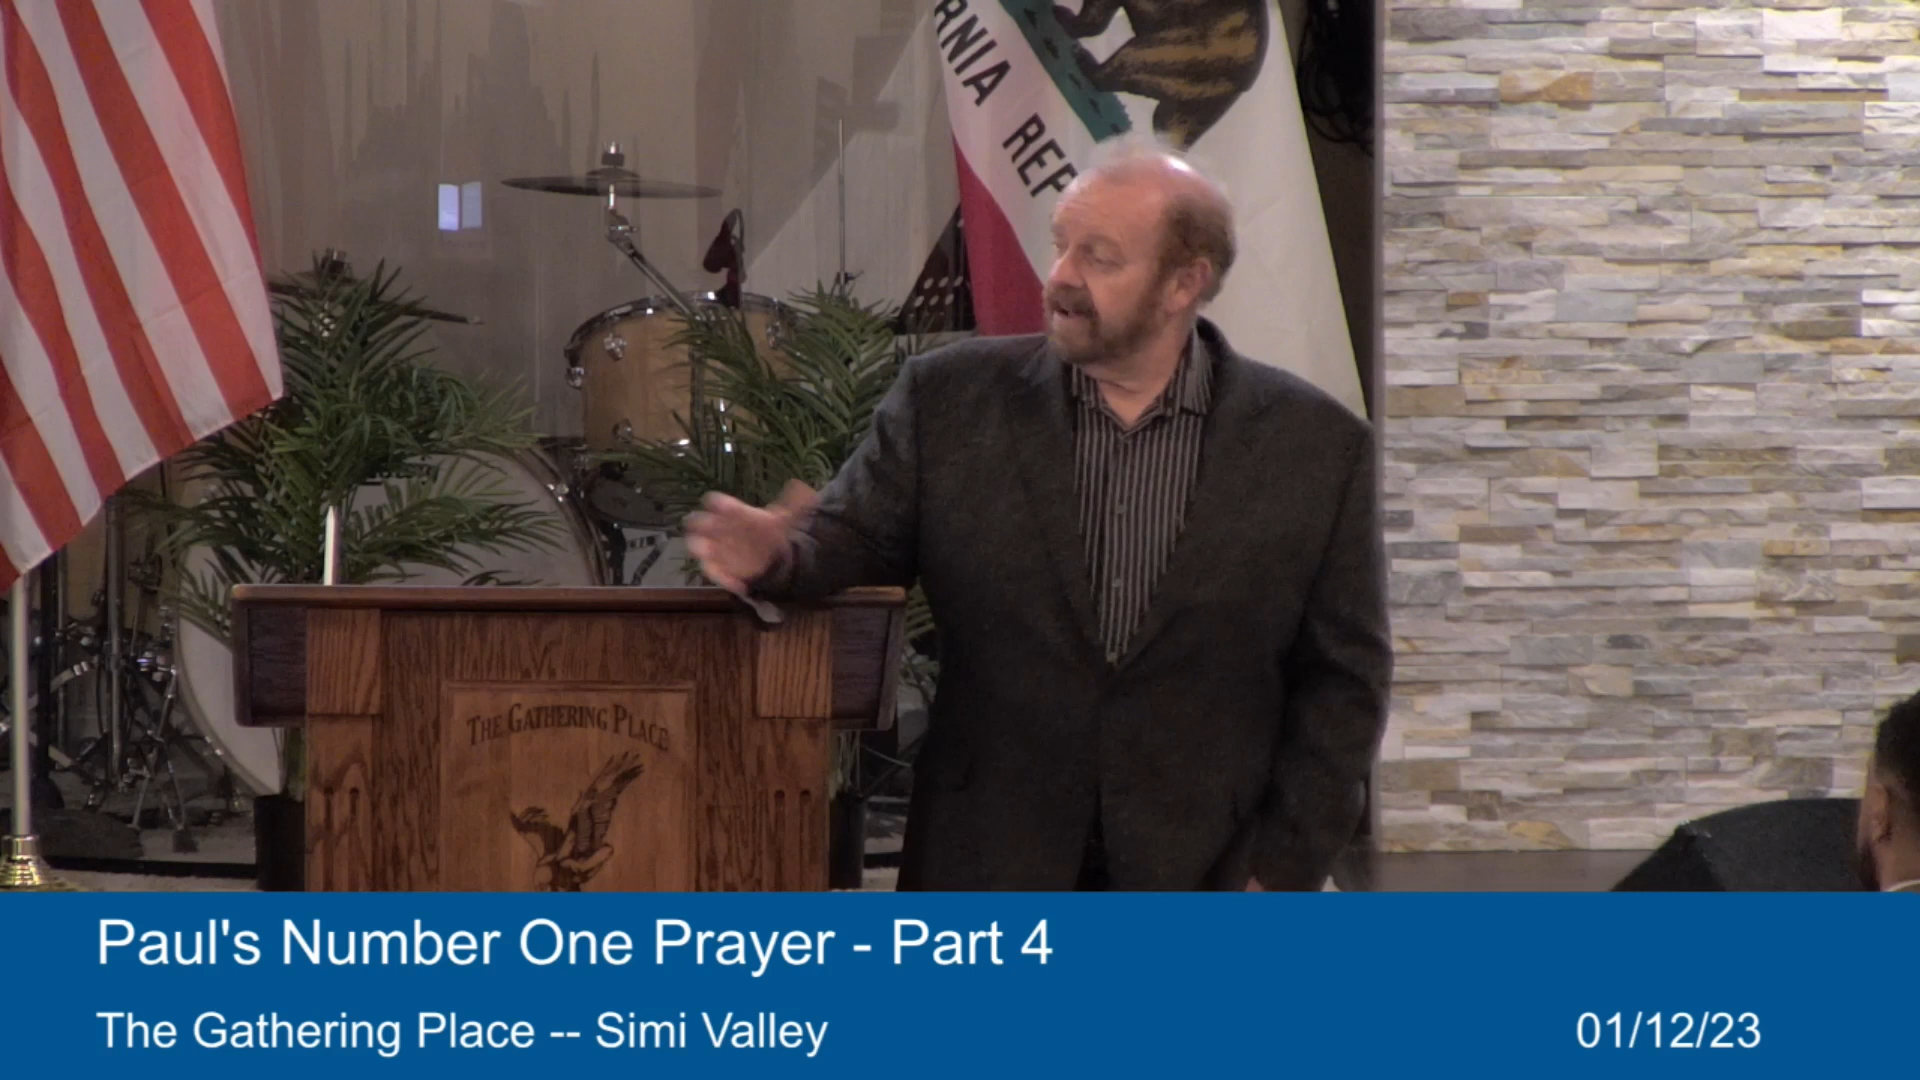 RNIA REP
THE GATHERING PLACE
Paul's Number One Prayer - Part 4
The Gathering Place -- Simi Valley
01/12/23